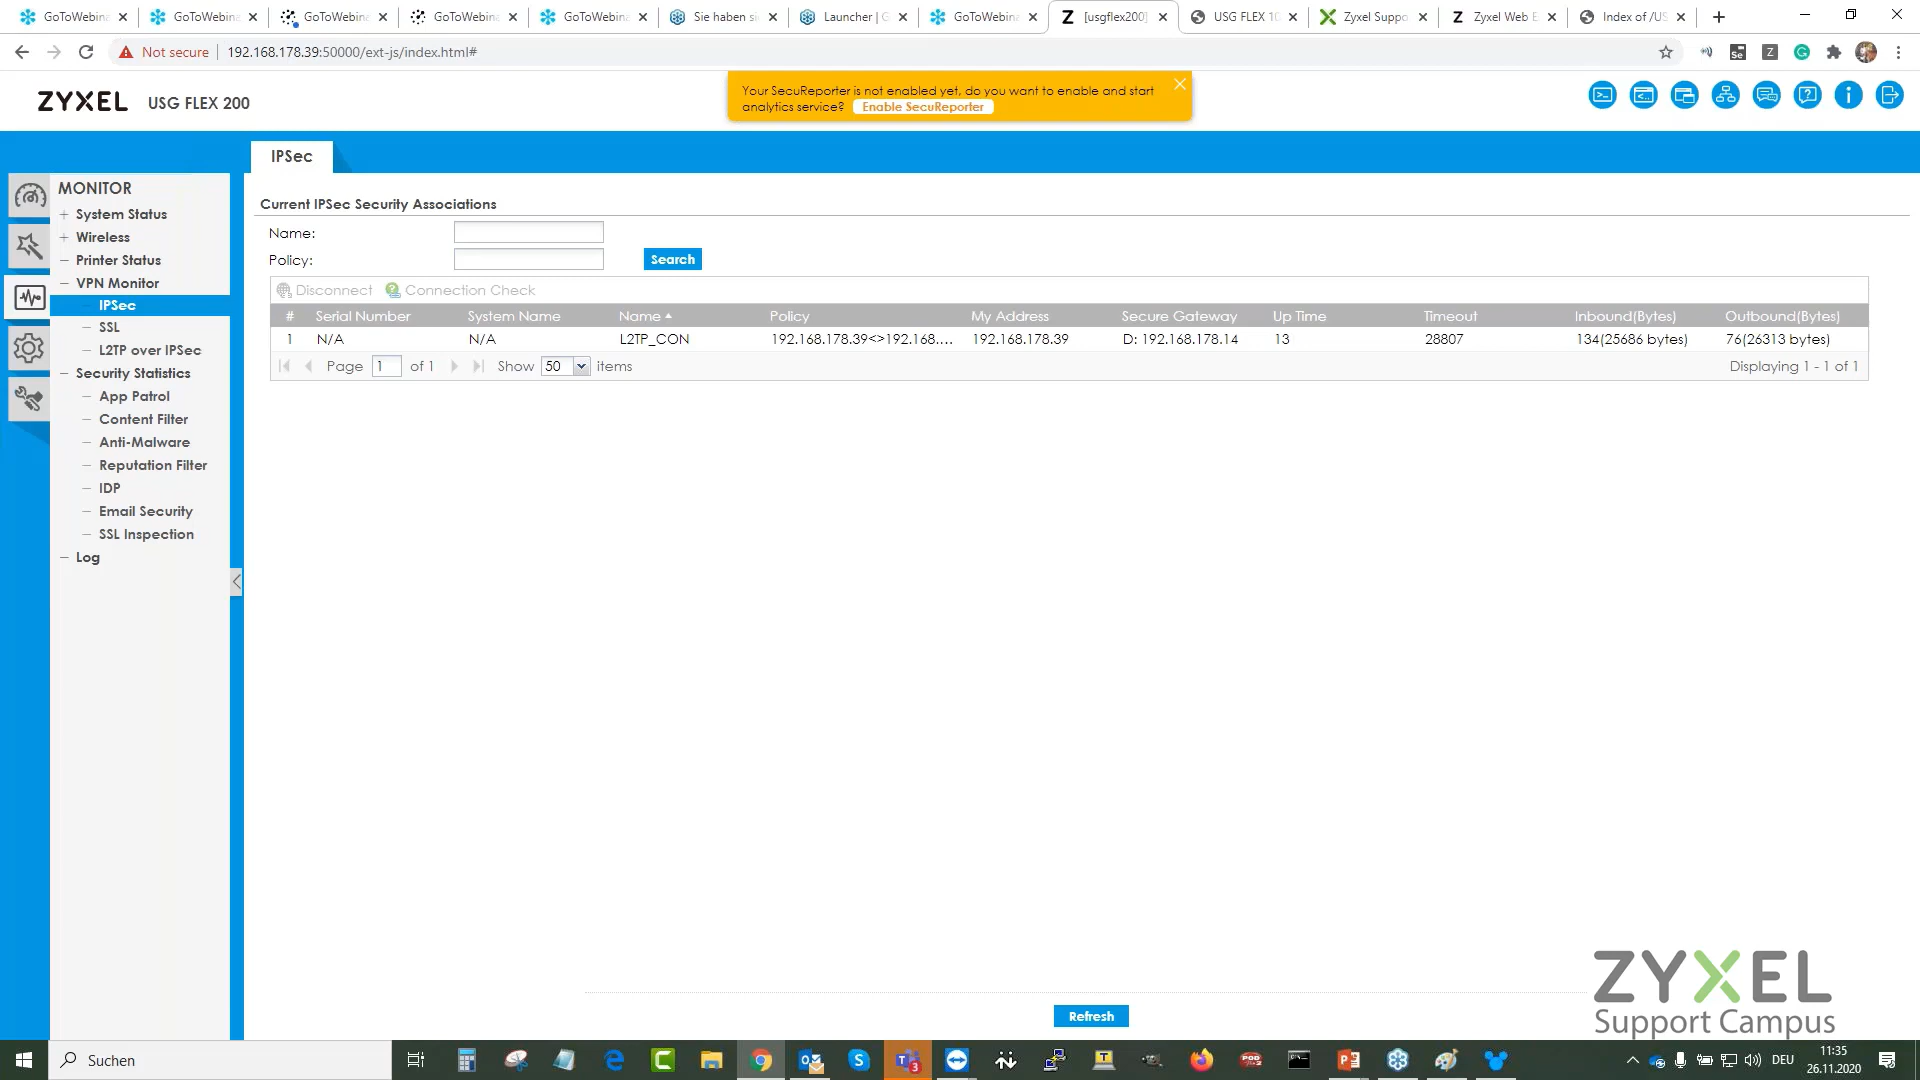 GoToWebina
GoToWebina
GoToWebina
GoToWebina
GoToWebina
Sie haben si
Launcher | G
GoToWebina
[usgflex200]
USG FLEX 10
Zyxel Suppo
Zyxel Web E
Index of /US
Not secure
192.168.178.39:50000/ext-js/index.html#
ZYXEL
USG FLEX 200
Your SecuReporter is not enabled yet, do you want to enable and start
analytics service? Enable SecuReporter
IPSec
MONITOR
+ System Status
+ Wireless
– Printer Status
– VPN Monitor
– IPSec
– SSL
– L2TP over IPSec
– Security Statistics
– App Patrol
– Content Filter
– Anti-Malware
– Reputation Filter
– IDP
– Email Security
– SSL Inspection
– Log
Current IPSec Security Associations
Name:
Policy:
Search
Disconnect Connection Check
# Serial Number System Name Name Policy My Address Secure Gateway Up Time Timeout Inbound(Bytes) Outbound(Bytes)
1 N/A N/A L2TP_CON 192.168.178.39<>192.168.... 192.168.178.39 D: 192.168.178.14 13 28807 134(25686 bytes) 76(26313 bytes)
Page 1 of 1 Show 50 items
Displaying 1 - 1 of 1
Refresh
ZYXEL
Support Campus
Suchen
DEU
11:35
26.11.2020